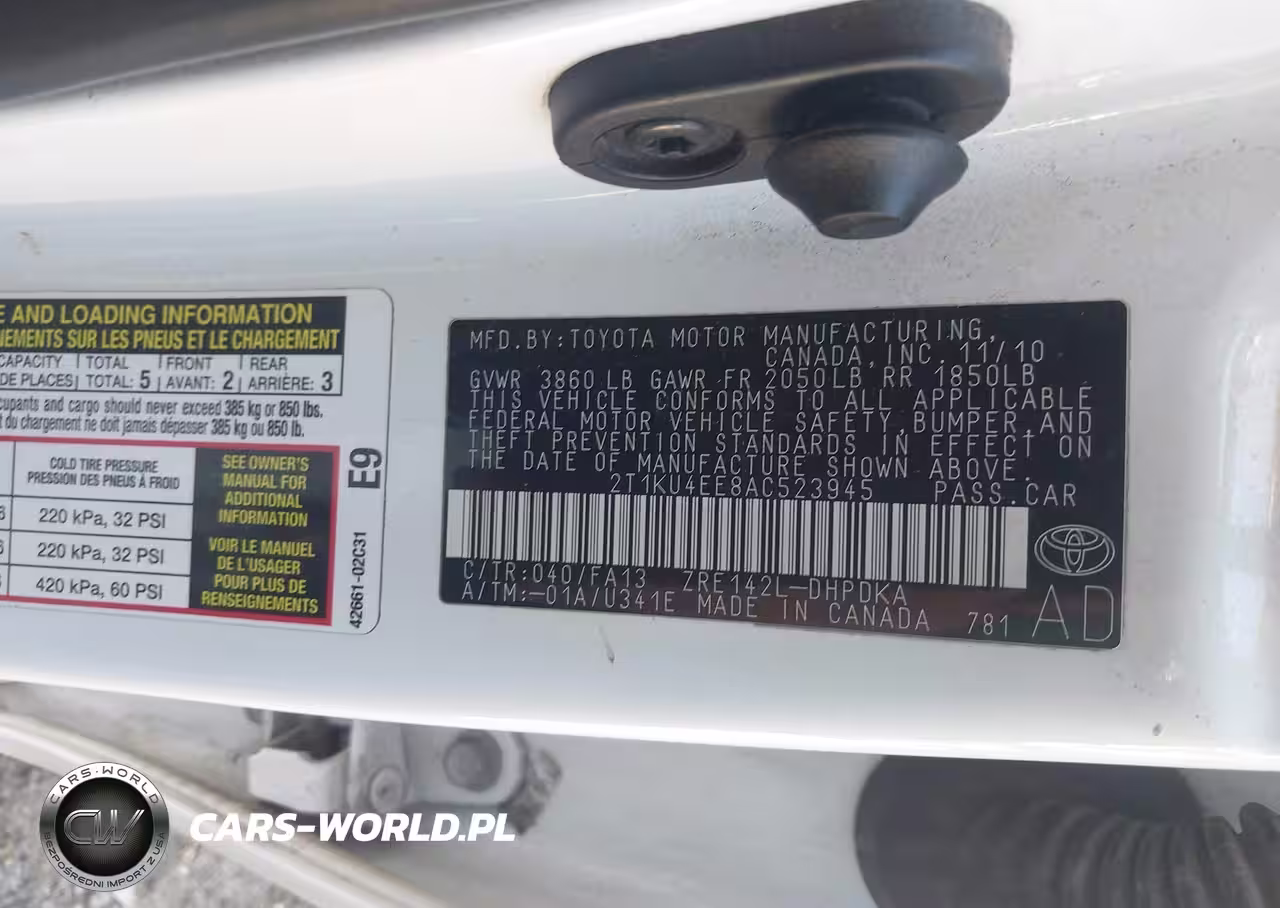 E AND LOADING INFORMATION
NEMENTS SUR LES PNEUS ET LE CHARGEMENT
CAPACITY | TOTAL | FRONT | REAR
DE PLACES| TOTAL: 5 | AVANT: 2 | ARRIÈRE: 3
cupants and cargo should never exceed 385 kg or 850 lbs.
t du chargement ne doit jamais dépasser 385 kg ou 850 lb.
COLD TIRE PRESSURE
PRESSION DES PNEUS À FROID
220 kPa, 32 PSI
220 kPa, 32 PSI
420 kPa, 60 PSI
SEE OWNER'S
MANUAL FOR
ADDITIONAL
INFORMATION
VOIR LE MANUEL
DE L'USAGER
POUR PLUS DE
RENSEIGNEMENTS
E9
42661-02C31
MFD.BY:TOYOTA MOTOR MANUFACTURING,
CANADA, INC. 11/10
GVWR 3860 LB GAWR FR 2050LB RR 1850LB
THIS VEHICLE CONFORMS TO ALL APPLICABLE
FEDERAL MOTOR VEHICLE SAFETY,BUMPER,AND
THEFT PREVENTION STANDARDS IN EFFECT ON
THE DATE OF MANUFACTURE SHOWN ABOVE.
2T1KU4EE8AC523945 PASS.CAR
C/TR:040/FA13 ZRE142L-DHPDKA
A/TM:-01A/U341E MADE IN CANADA 781 AD
CARS-WORLD
CW
BEZPOŚREDNI IMPORT Z USA
CARS-WORLD.PL